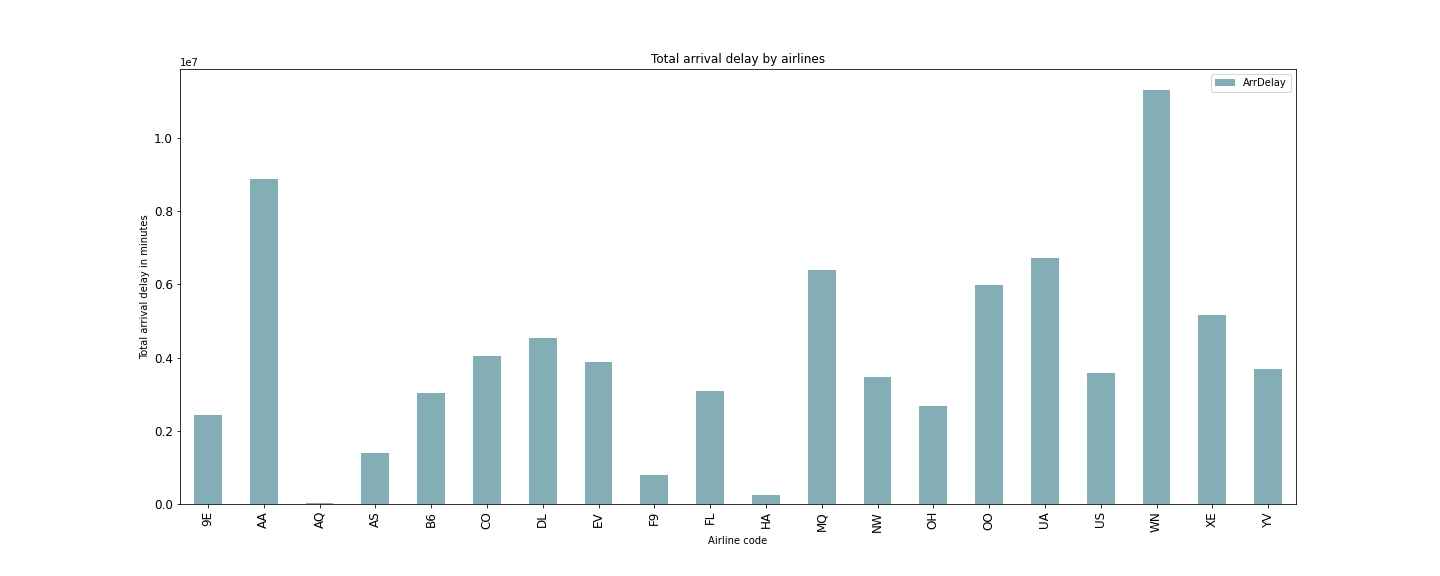 Total arrival delay by airlines
1e7
ArrDelay
1.0
0.8
0.6
0.4
0.2
0.0
Total arrival delay in minutes
9E AA AQ AS B6 CO DL EV F9 FL HA MQ NW OH OO UA US WN XE YV
Airline code